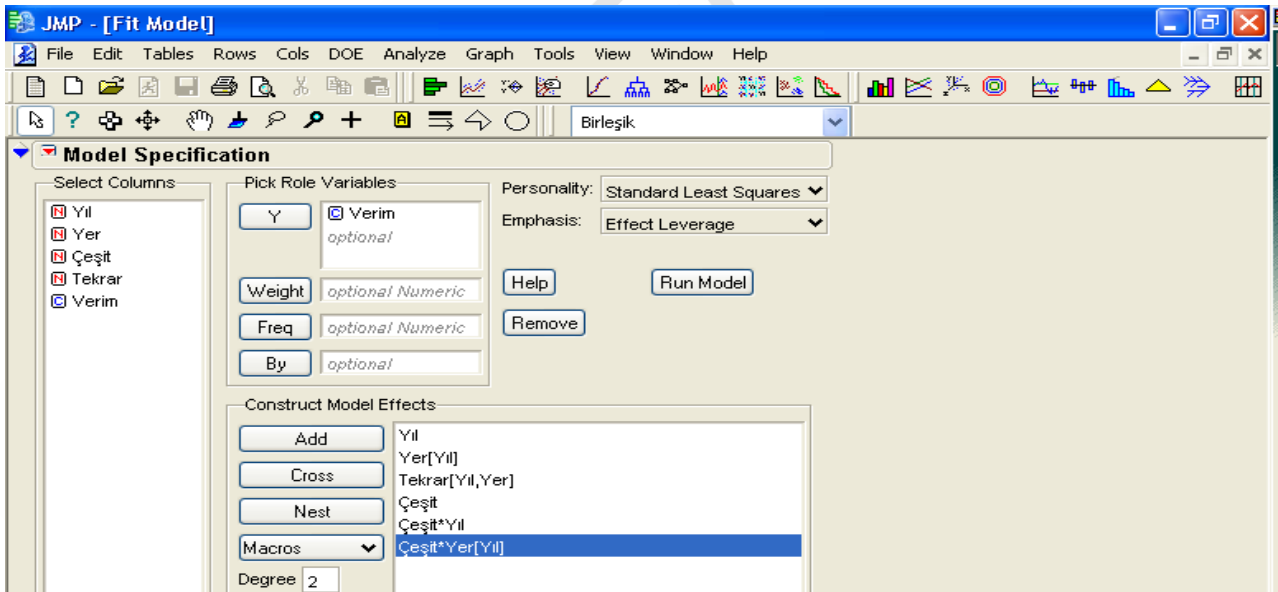 JMP - [Fit Model]
File Edit Tables Rows Cols DOE Analyze Graph Tools View Window Help
Birleşik
Model Specification
Select Columns
Yıl
Yer
Çeşit
Tekrar
Verim
Pick Role Variables
Y
Verim
optional
Weight
optional Numeric
Freq
optional Numeric
By
optional
Personality: Standard Least Squares
Emphasis: Effect Leverage
Help
Run Model
Remove
Construct Model Effects
Add
Cross
Nest
Macros
Degree 2
Yıl
Yer[Yıl]
Tekrar[Yıl,Yer]
Çeşit
Çeşit*Yıl
Çeşit*Yer[Yıl]